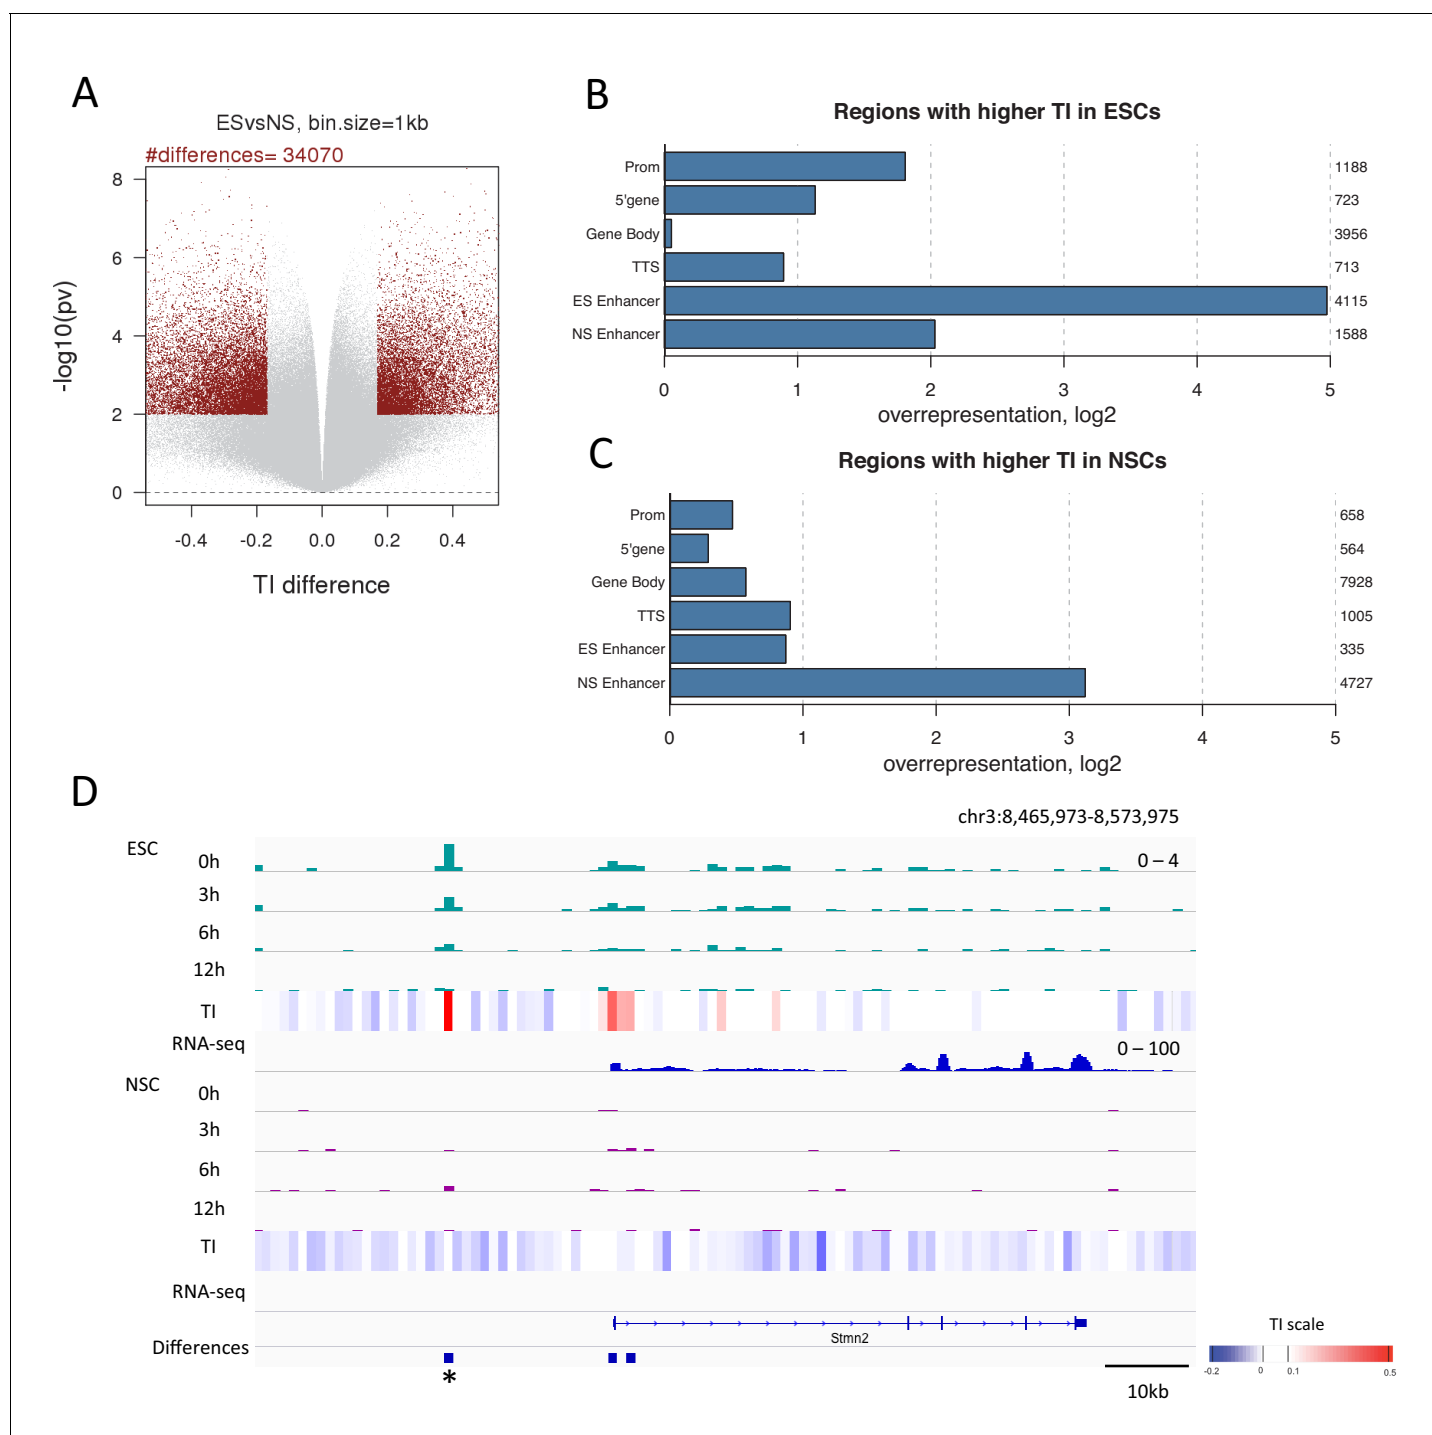 A
ESvsNS, bin.size=1kb
#differences= 34070
-log10(pv)
8
6
4
2
0
-0.4 -0.2 0.0 0.2 0.4
TI difference
B
Regions with higher TI in ESCs
Prom 1188
5'gene 723
Gene Body 3956
TTS 713
ES Enhancer 4115
NS Enhancer 1588
0 1 2 3 4 5
overrepresentation, log2
C
Regions with higher TI in NSCs
Prom 658
5'gene 564
Gene Body 7928
TTS 1005
ES Enhancer 335
NS Enhancer 4727
0 1 2 3 4 5
overrepresentation, log2
D
chr3:8,465,973-8,573,975
ESC
0h 0 – 4
3h
6h
12h
TI
RNA-seq 0 – 100
NSC
0h
3h
6h
12h
TI
RNA-seq
Stmn2
Differences
*
10kb
TI scale
-0.2 0 0.1 0.5